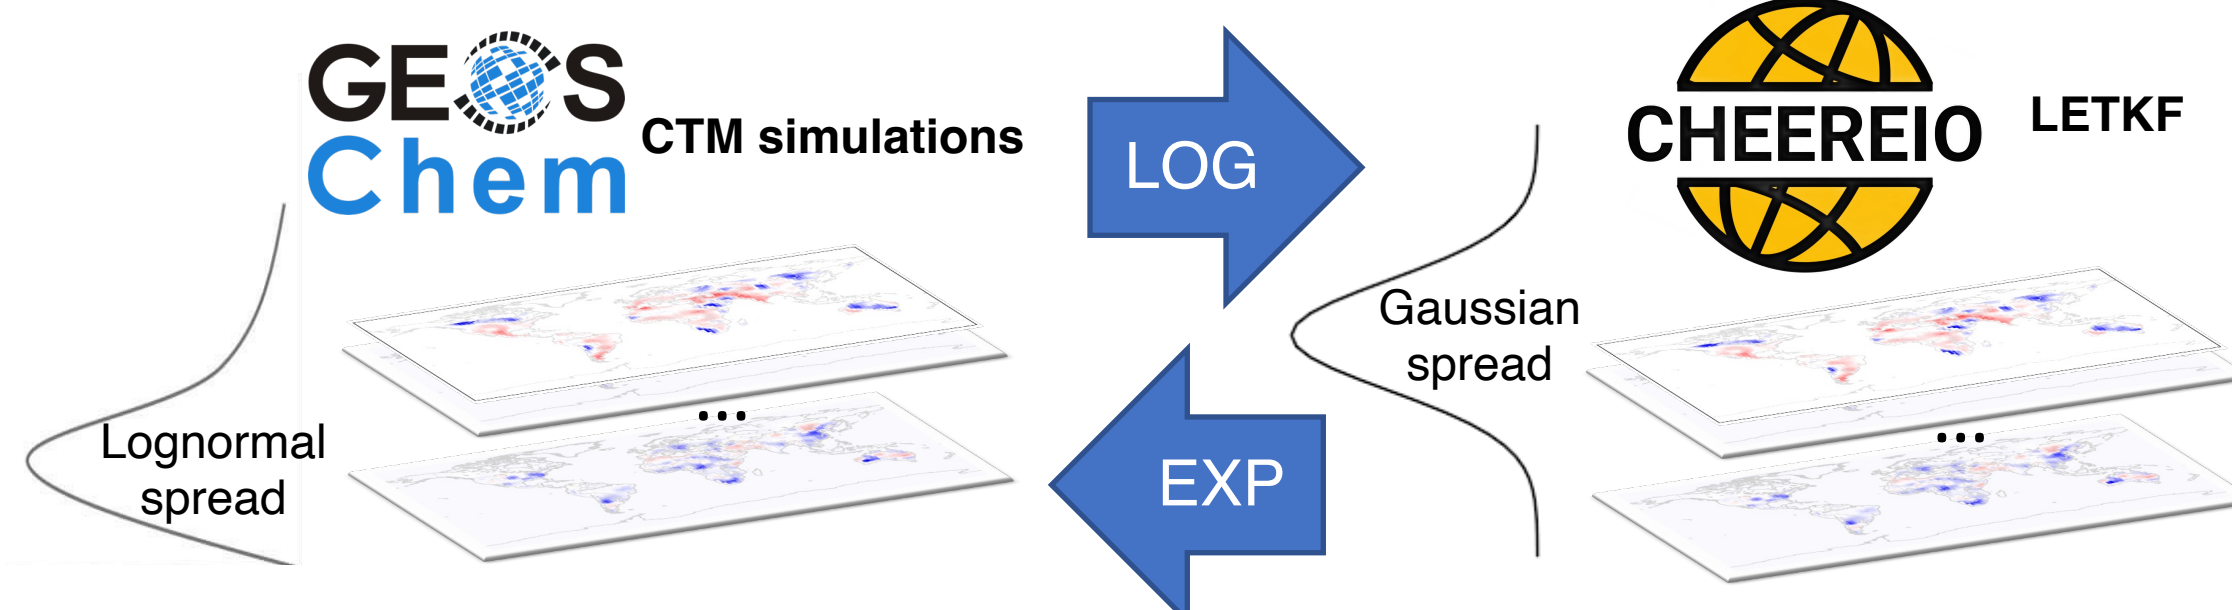 GEOS
Chem
CTM simulations
LOG
CHEEREIO
LETKF
Gaussian
spread
...
...
Lognormal
spread
EXP